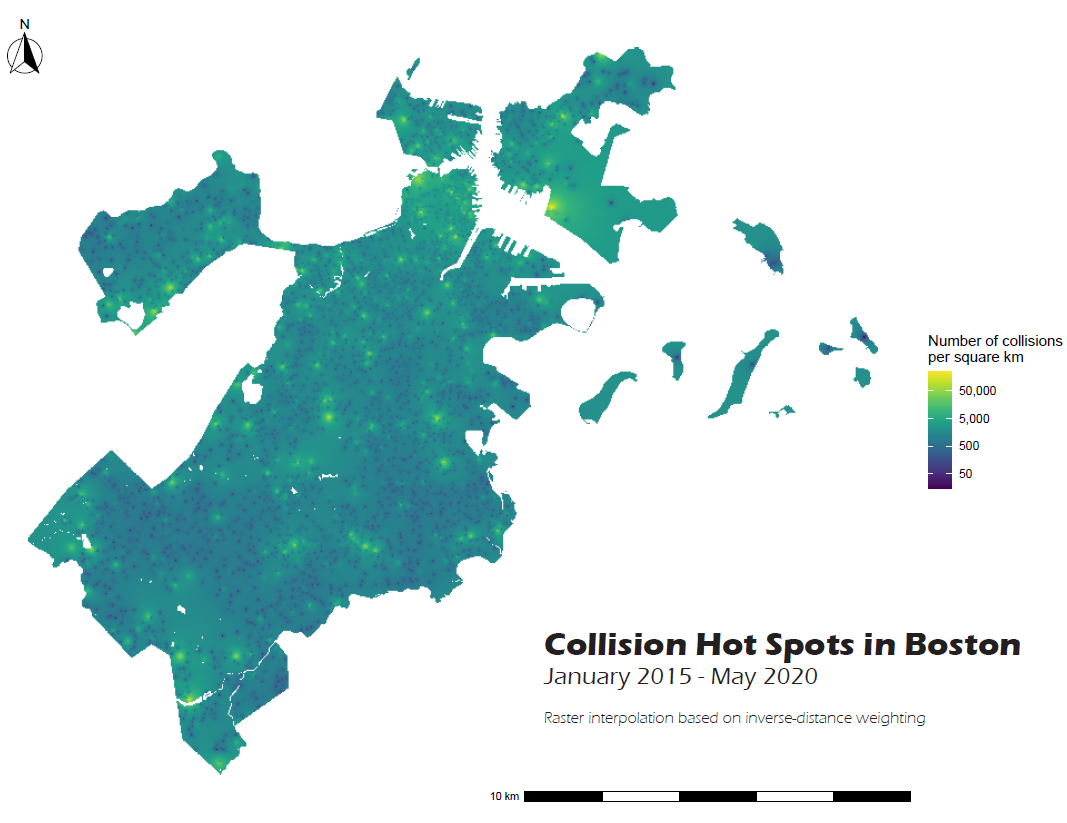 N
Number of collisions
per square km
50,000
5,000
500
50
Collision Hot Spots in Boston
January 2015 - May 2020
Raster interpolation based on inverse-distance weighting
10 km